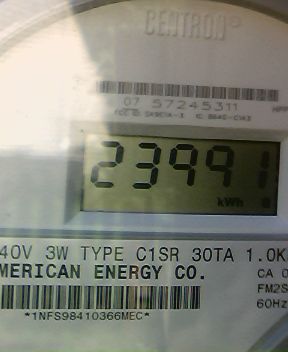 CENTRON®
07 57245311
23991
kWh
40V 3W TYPE C1SR 30TA 1.0K
MERICAN ENERGY CO.
CA 0
FM2S
60Hz
*1NFS98410366MEC*